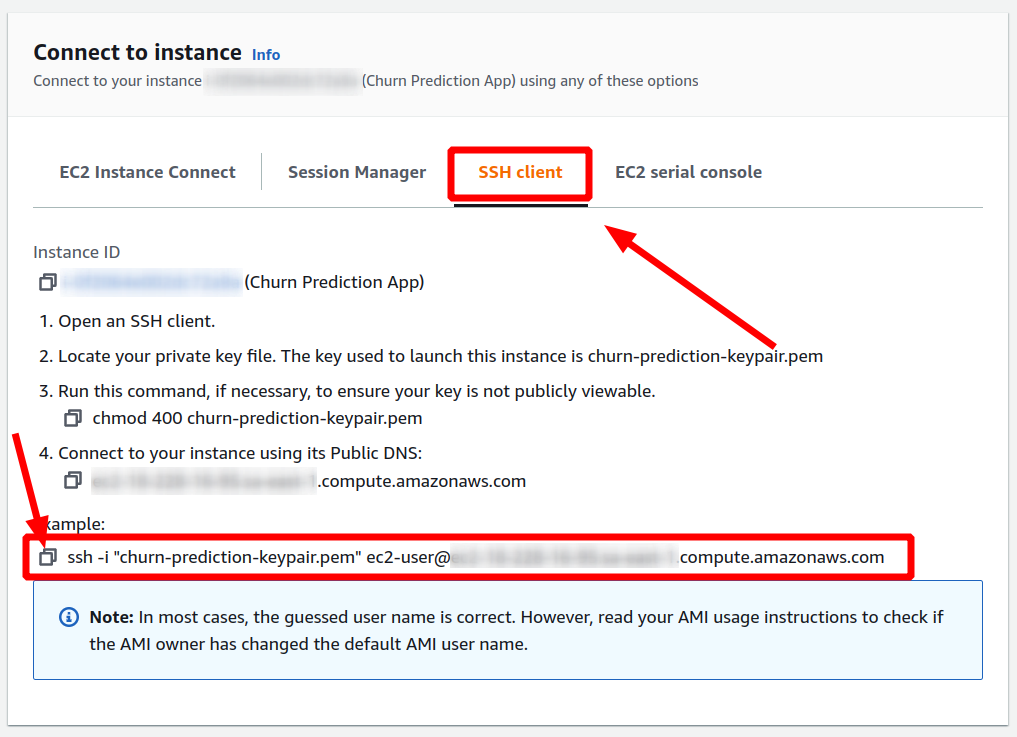 Connect to instance Info
Connect to your instance (Churn Prediction App) using any of these options
EC2 Instance Connect Session Manager SSH client EC2 serial console
Instance ID
(Churn Prediction App)
1. Open an SSH client.
2. Locate your private key file. The key used to launch this instance is churn-prediction-keypair.pem
3. Run this command, if necessary, to ensure your key is not publicly viewable.
chmod 400 churn-prediction-keypair.pem
4. Connect to your instance using its Public DNS:
.compute.amazonaws.com
xample:
ssh -i "churn-prediction-keypair.pem" ec2-user@ .compute.amazonaws.com
Note: In most cases, the guessed user name is correct. However, read your AMI usage instructions to check if
the AMI owner has changed the default AMI user name.